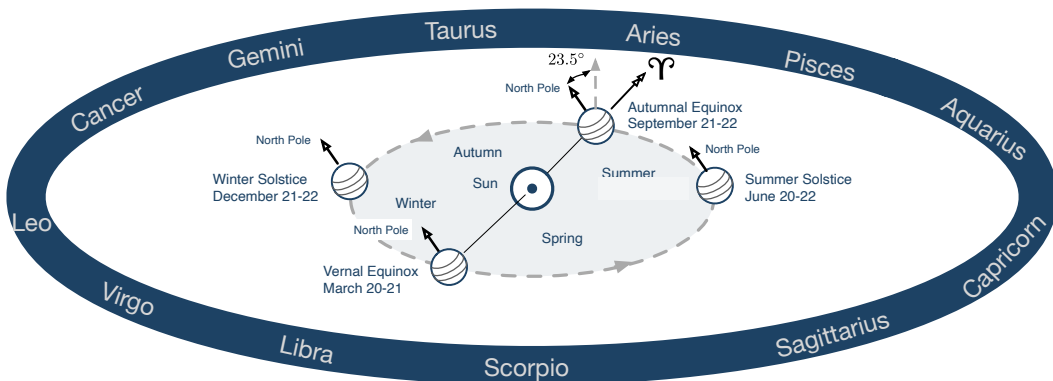 Taurus
Aries
Gemini
Pisces
Cancer
Aquarius
Leo
Capricorn
Virgo
Sagittarius
Libra
Scorpio
23.5°
♈
North Pole
Autumnal Equinox
September 21-22
North Pole
Winter Solstice
December 21-22
Autumn
Sun
Summer
North Pole
Summer Solstice
June 20-22
Winter
North Pole
Spring
Vernal Equinox
March 20-21